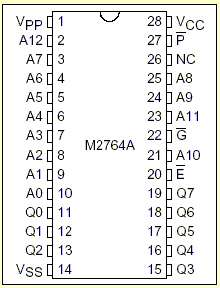 VPP 1 28 VCC
A12 2 27 P̅
A7 3 26 NC
A6 4 25 A8
A5 5 24 A9
A4 6 23 A11
A3 7 22 G̅
M2764A
A2 8 21 A10
A1 9 20 E̅
A0 10 19 Q7
Q0 11 18 Q6
Q1 12 17 Q5
Q2 13 16 Q4
VSS 14 15 Q3